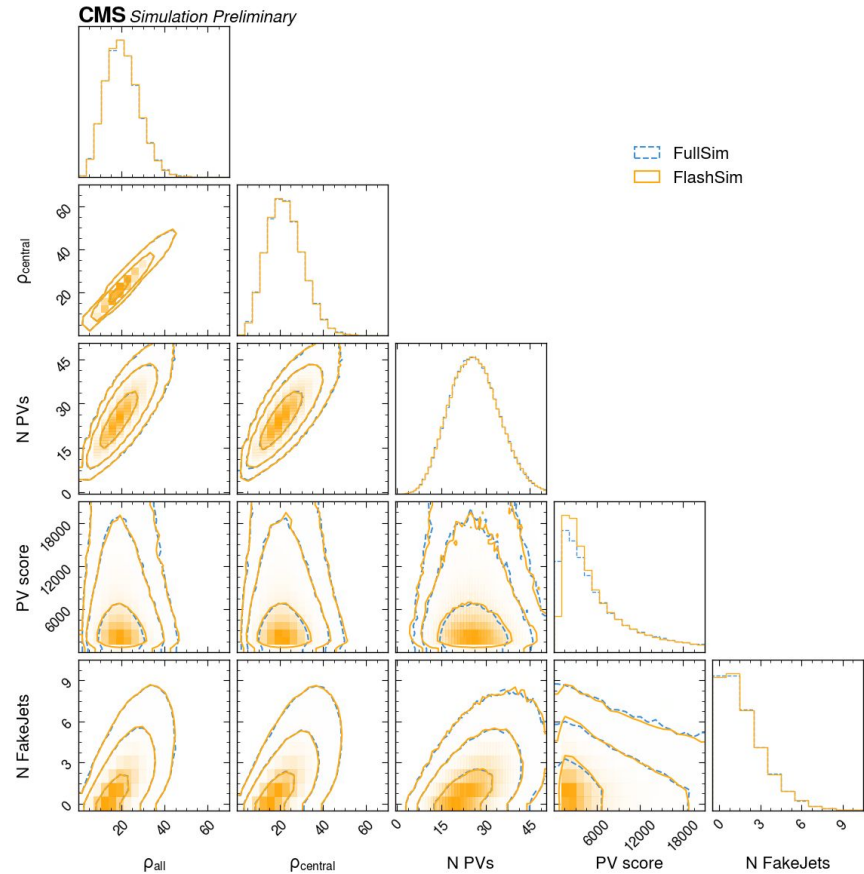 CMS Simulation Preliminary
FullSim
FlashSim
60
40
20
ρcentral
45
30
15
0
N PVs
18000
12000
6000
PV score
9
6
3
0
N FakeJets
20 40 60
20 40 60
0 15 30 45
6000 12000 18000
0 3 6 9
ρall
ρcentral
N PVs
PV score
N FakeJets